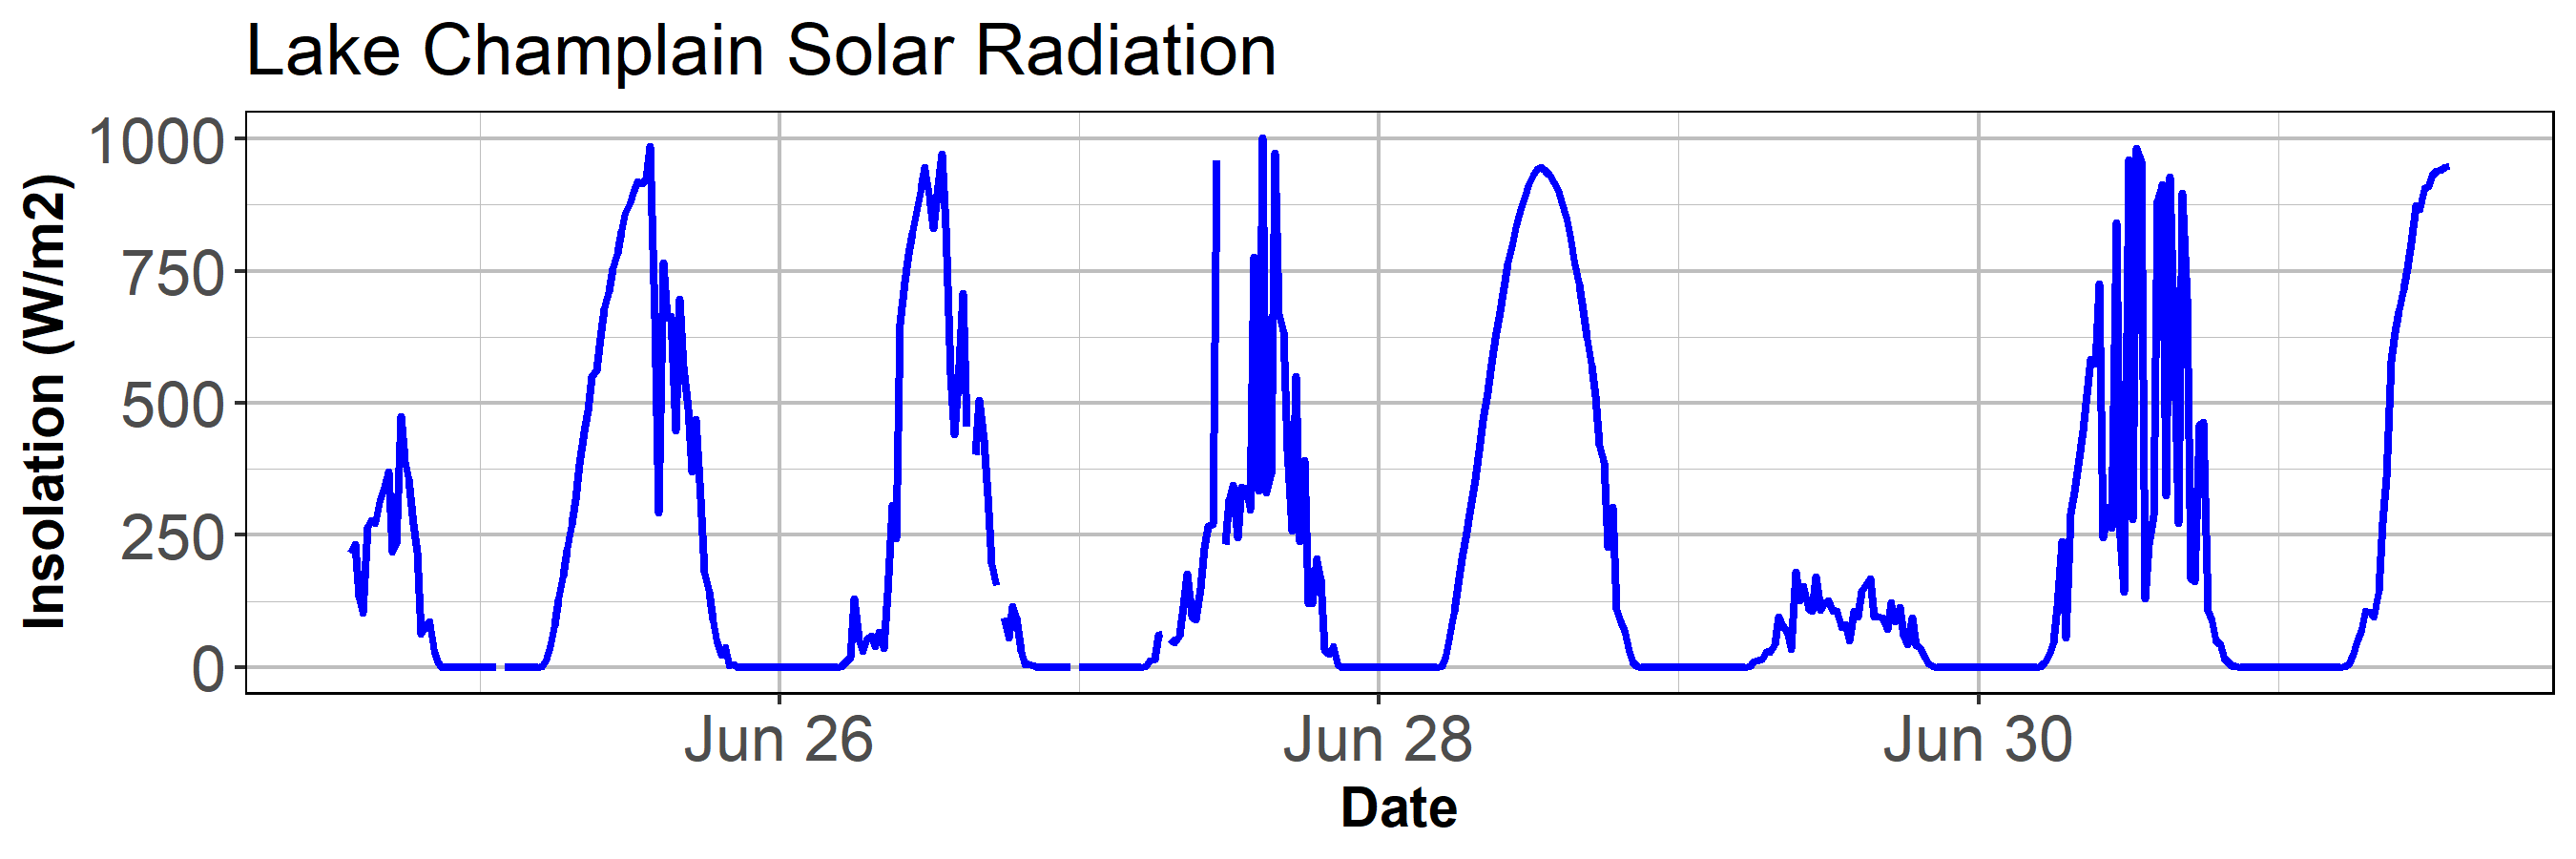 Lake Champlain Solar Radiation
1000
750
500
250
0
Insolation (W/m2)
Jun 26
Jun 28
Jun 30
Date